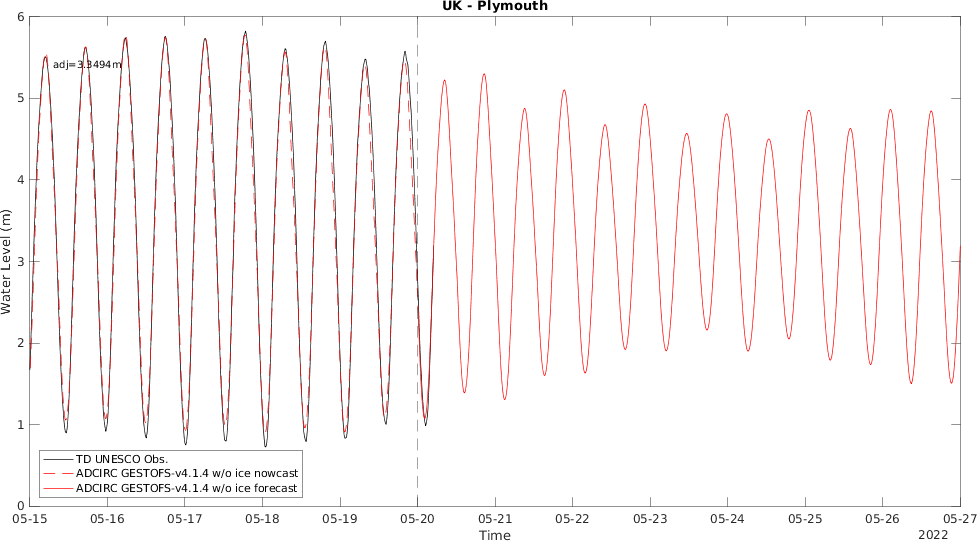 UK - Plymouth
6
5
4
3
2
1
0
Water Level (m)
adj=3.3494m
TD UNESCO Obs.
ADCIRC GESTOFS-v4.1.4 w/o ice nowcast
ADCIRC GESTOFS-v4.1.4 w/o ice forecast
05-15 05-16 05-17 05-18 05-19 05-20 05-21 05-22 05-23 05-24 05-25 05-26 05-27
Time
2022